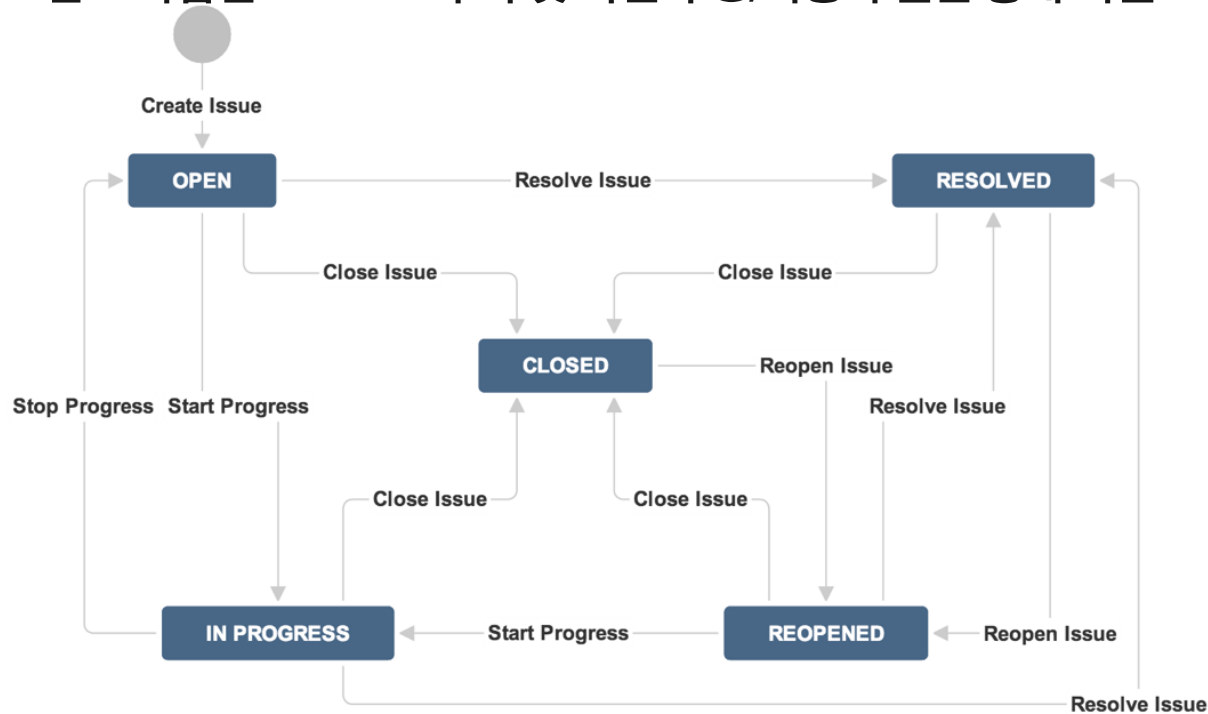 Create Issue
OPEN
Resolve Issue
RESOLVED
Close Issue
Close Issue
CLOSED
Reopen Issue
Stop Progress
Start Progress
Resolve Issue
Close Issue
Close Issue
IN PROGRESS
Start Progress
REOPENED
Reopen Issue
Resolve Issue